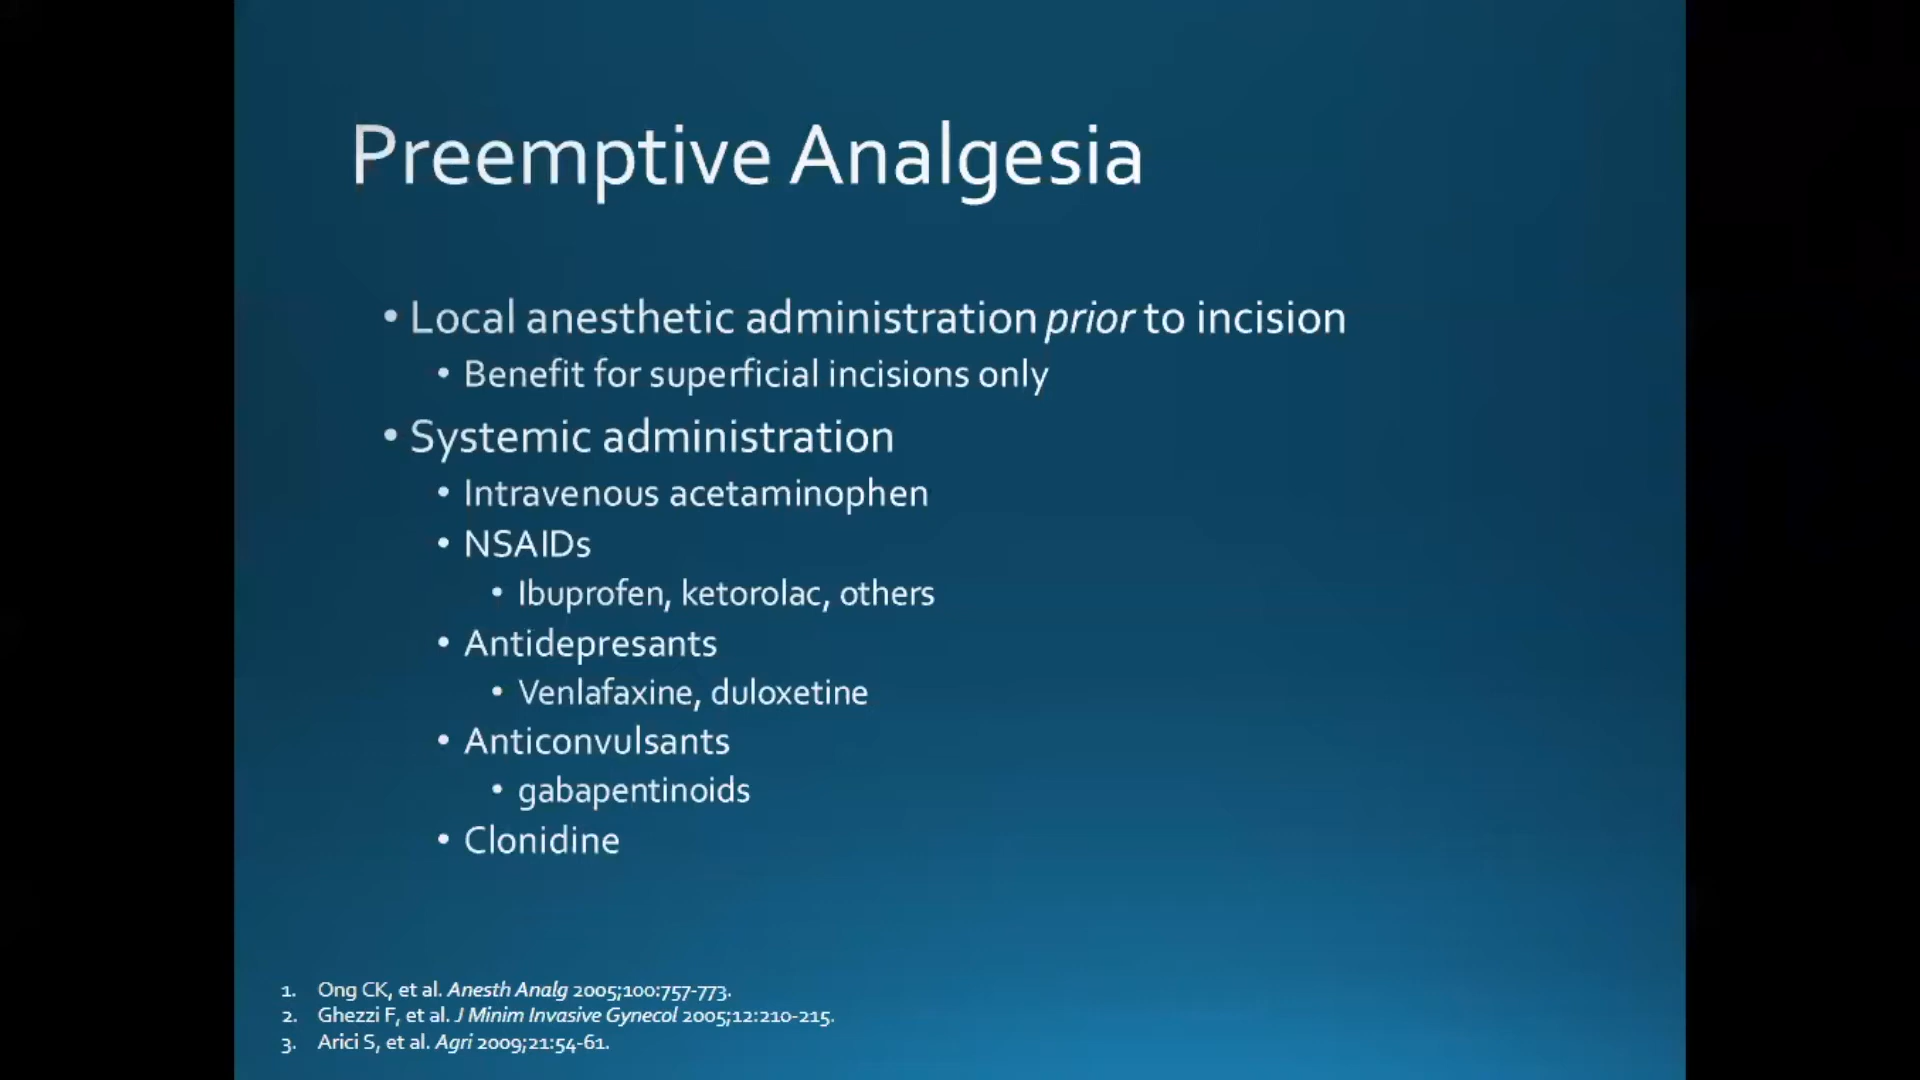 Preemptive Analgesia
• Local anesthetic administration prior to incision
• Benefit for superficial incisions only
• Systemic administration
• Intravenous acetaminophen
• NSAIDs
• Ibuprofen, ketorolac, others
• Antidepresants
• Venlafaxine, duloxetine
• Anticonvulsants
• gabapentinoids
• Clonidine
1. Ong CK, et al. Anesth Analg 2005;100:757-773.
2. Ghezzi F, et al. J Minim Invasive Gynecol 2005;12:210-215.
3. Arici S, et al. Agri 2009;21:54-61.